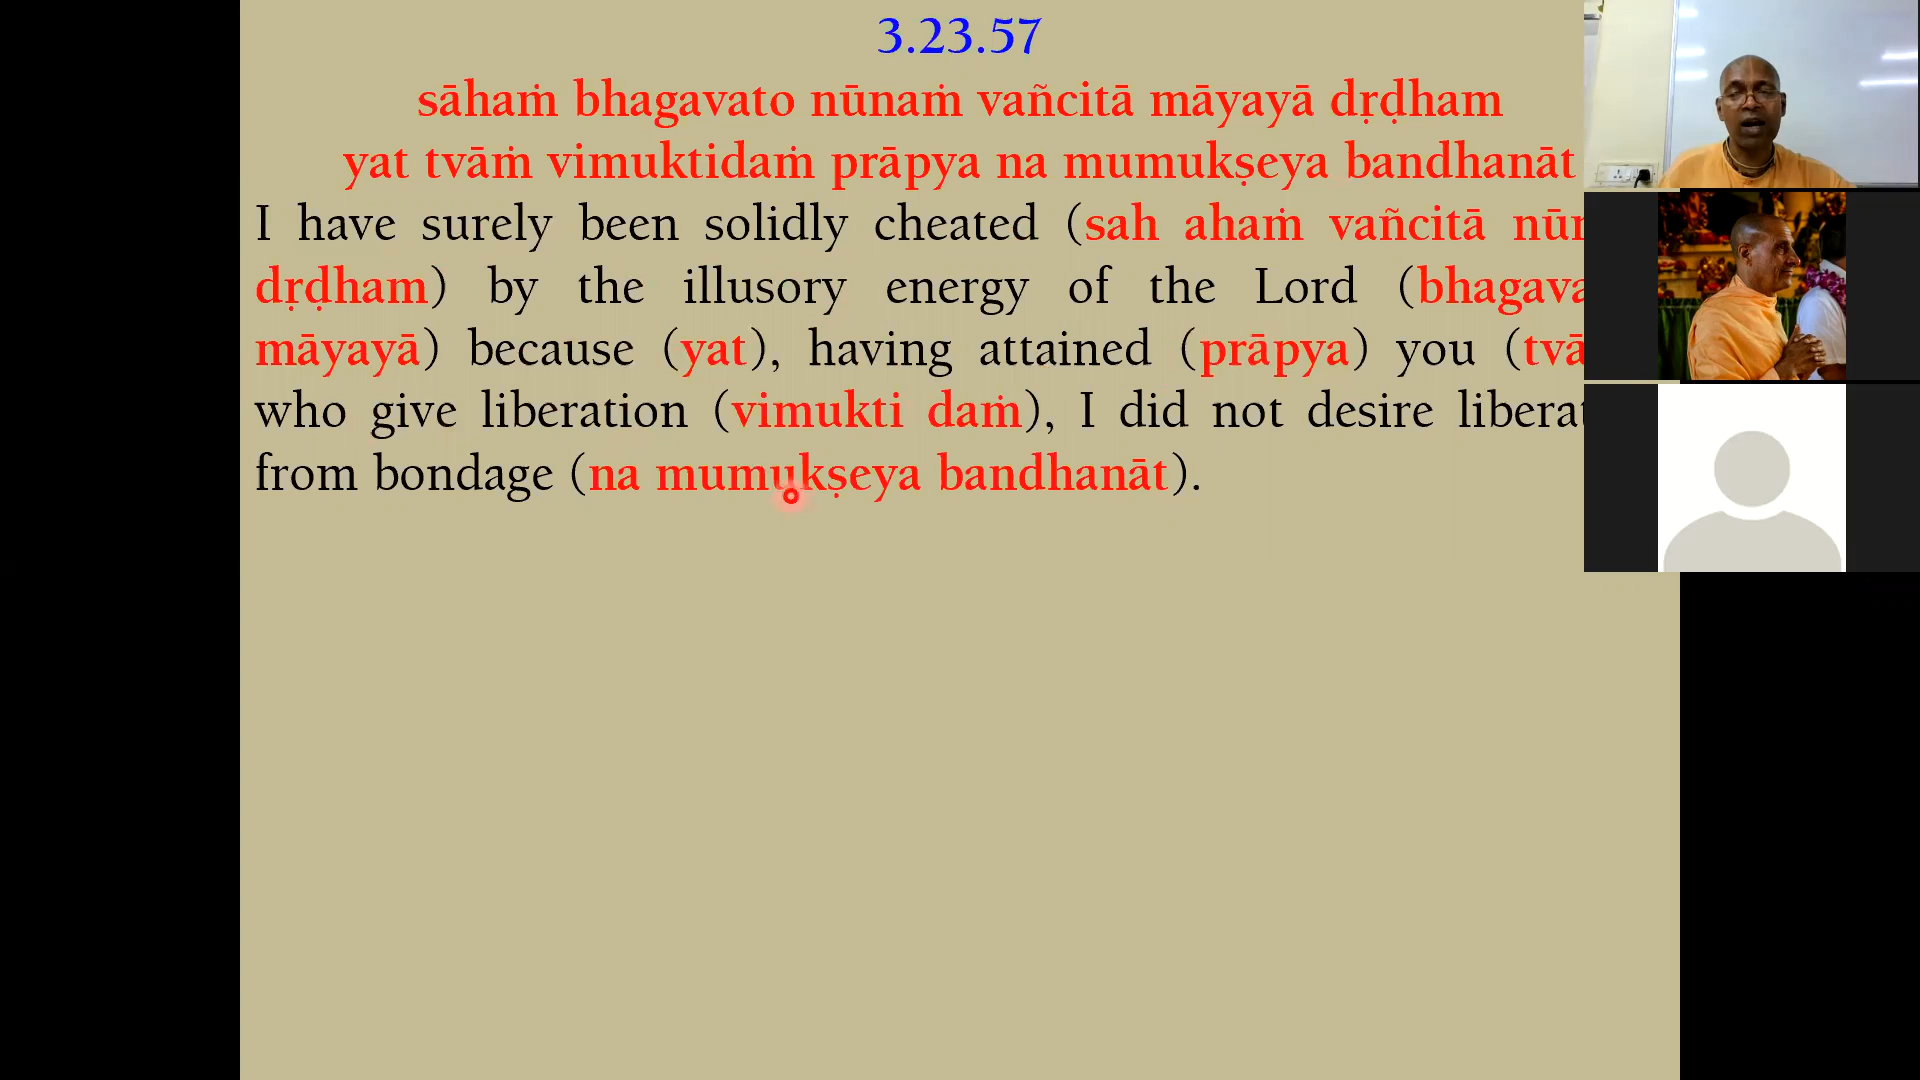 3.23.57
sāhaṁ bhagavato nūnaṁ vañcitā māyayā dṛḍham
yat tvāṁ vimuktidaṁ prāpya na mumukṣeya bandhanāt
I have surely been solidly cheated (sah ahaṁ vañcitā
dṛḍham) by the illusory energy of the Lord
māyayā) because (yat), having attained (prāpya) you
who give liberation (vimukti daṁ), I did not desire
from bondage (na mumukṣeya bandhanāt).